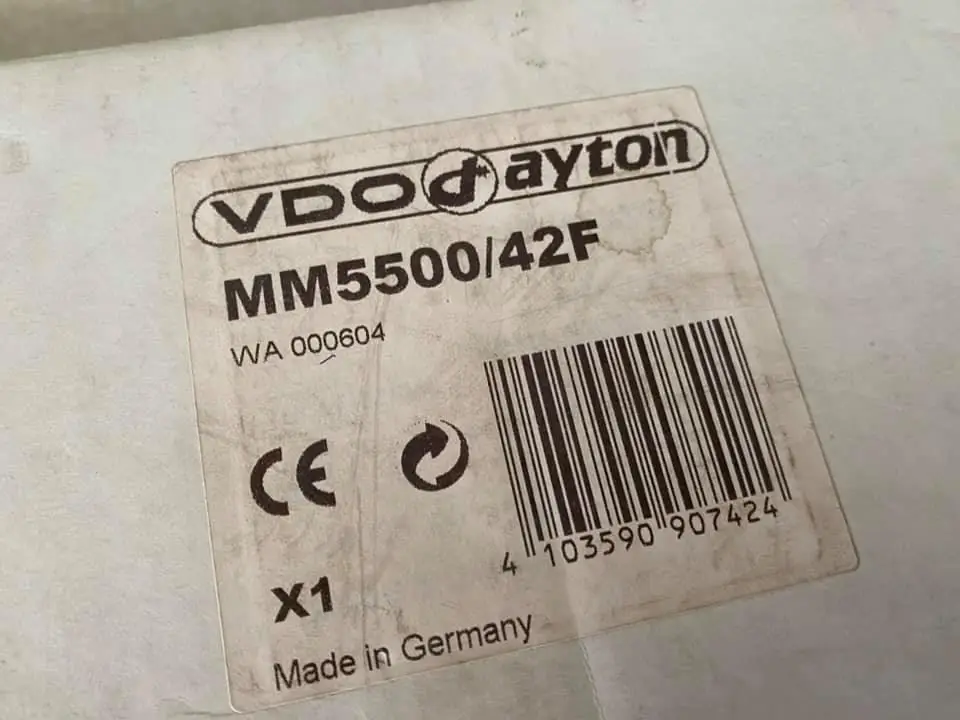 VDO dayton
MM5500/42F
WA 000604
CE
4 103590 907424
X1
Made in Germany